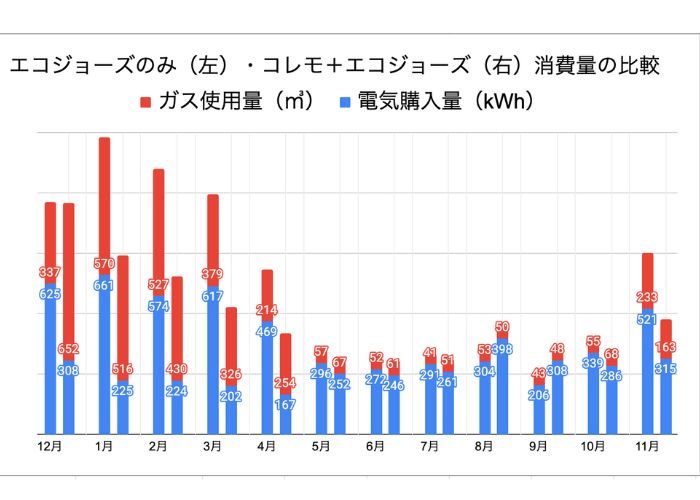 エコジョーズのみ（左）・コレモ＋エコジョーズ（右）消費量の比較
ガス使用量（㎥） 電気購入量（kWh）
337 652 570 516 527 430 379 326 214 254 57 67 52 61 41 51 53 50 43 48 55 68 233 163
625 308 661 225 574 224 617 202 469 167 296 252 272 246 291 261 304 398 206 308 339 286 521 315
12月 1月 2月 3月 4月 5月 6月 7月 8月 9月 10月 11月